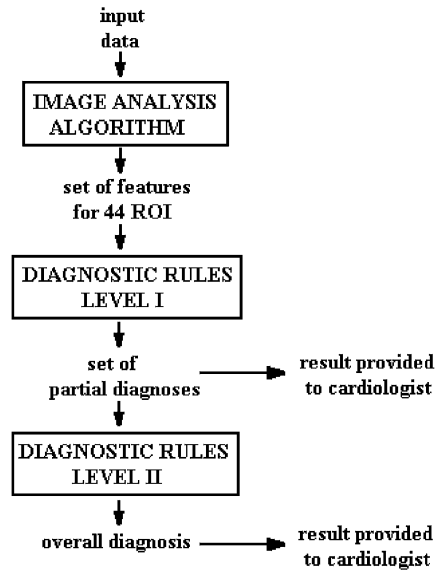 input
data
IMAGE ANALYSIS
ALGORITHM
set of features
for 44 ROI
DIAGNOSTIC RULES
LEVEL I
set of
partial diagnoses
result provided
to cardiologist
DIAGNOSTIC RULES
LEVEL II
overall diagnosis
result provided
to cardiologist